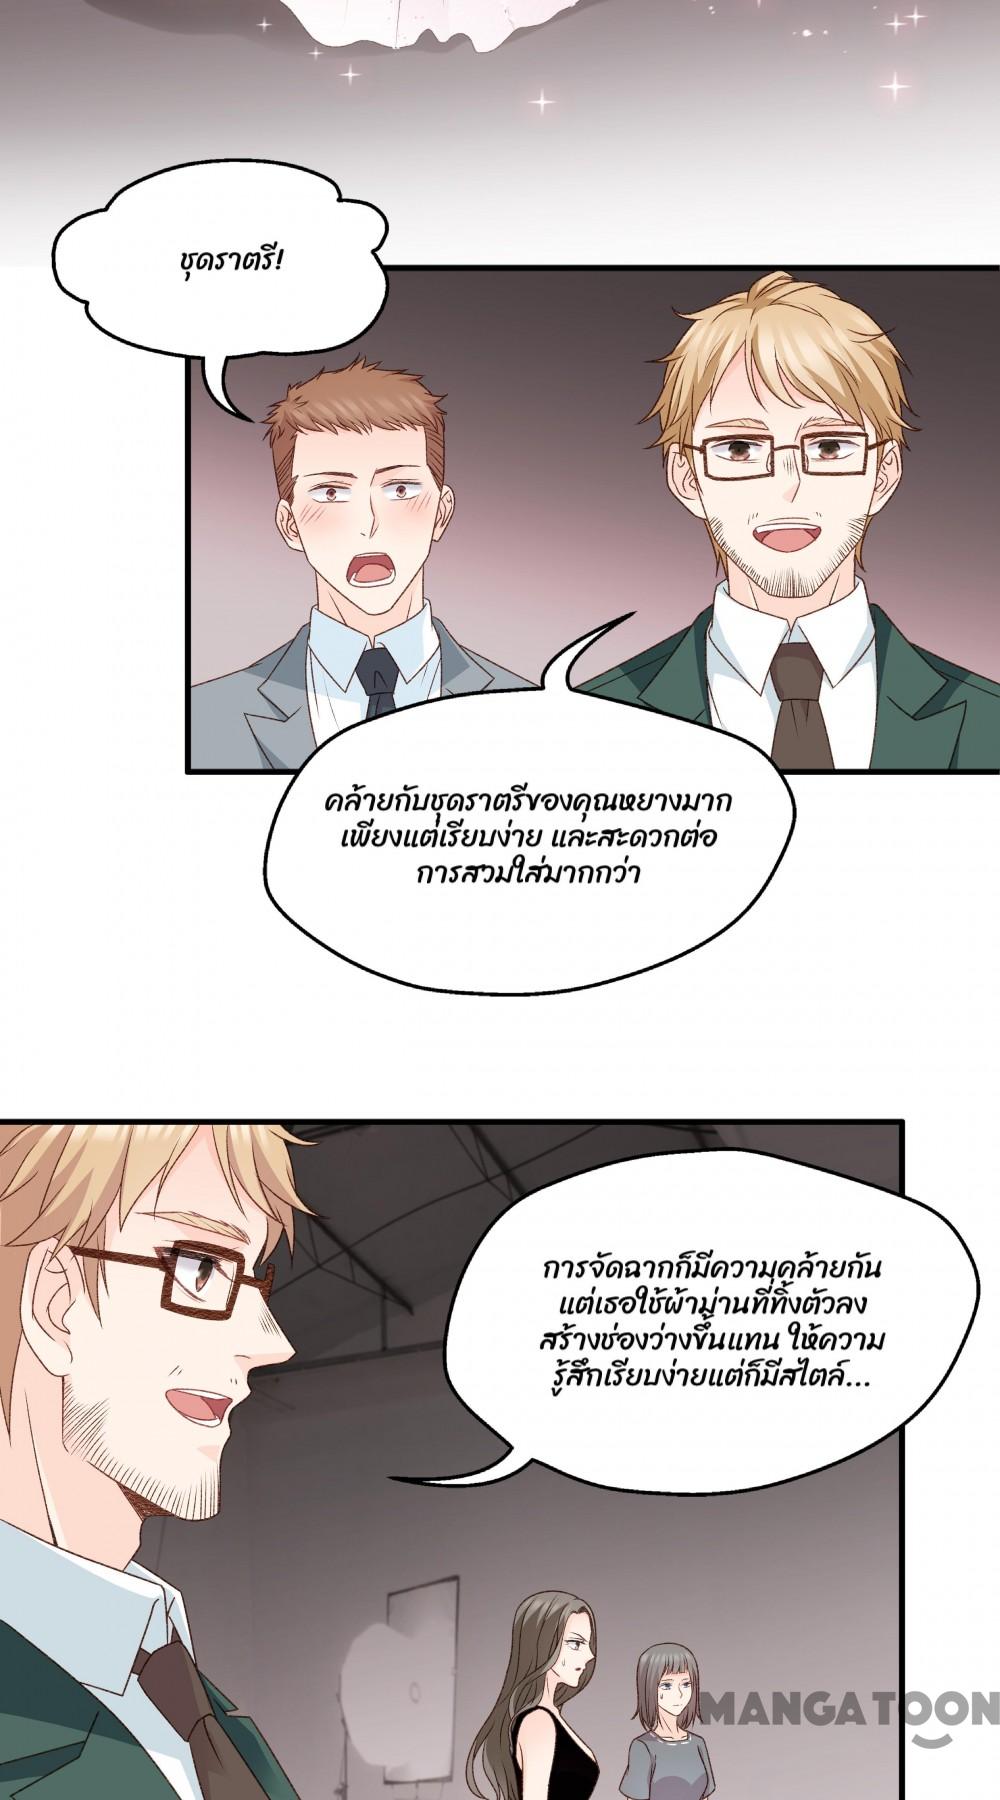 ชุดราตรี!
คล้ายกับชุดราตรีของคุณหยางมาก
เพียงแต่เรียบง่าย และสะดวกต่อ
การสวมใส่มากกว่า
การจัดฉากก็มีความคล้ายกัน
แต่เธอใช้ผ้าม่านที่ทิ้งตัวลง
สร้างช่องว่างขึ้นแทน ให้ความ
รู้สึกเรียบง่ายแต่ก็มีสไตล์...
MANGATOON